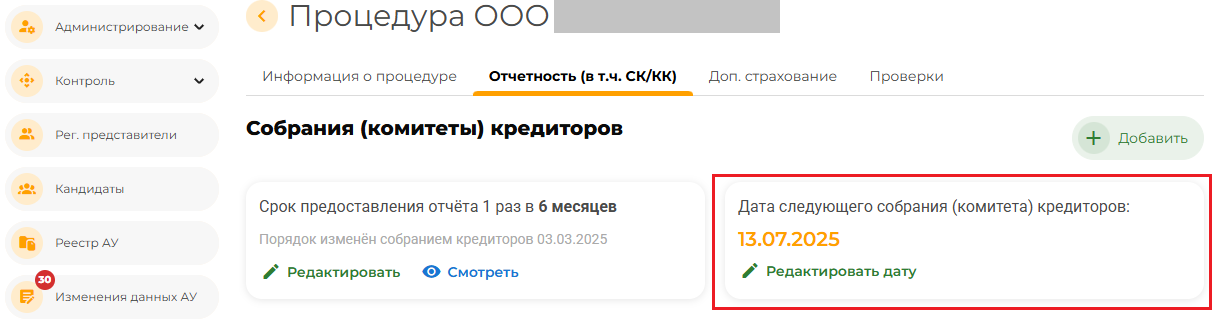 Администрирование
Контроль
Рег. представители
Кандидаты
Реестр АУ
30
Изменения данных АУ
Процедура ООО
Информация о процедуре
Отчетность (в т.ч. СК/КК)
Доп. страхование
Проверки
Собрания (комитеты) кредиторов
Добавить
Срок предоставления отчёта 1 раз в 6 месяцев
Порядок изменён собранием кредиторов 03.03.2025
Редактировать
Смотреть
Дата следующего собрания (комитета) кредиторов:
13.07.2025
Редактировать дату